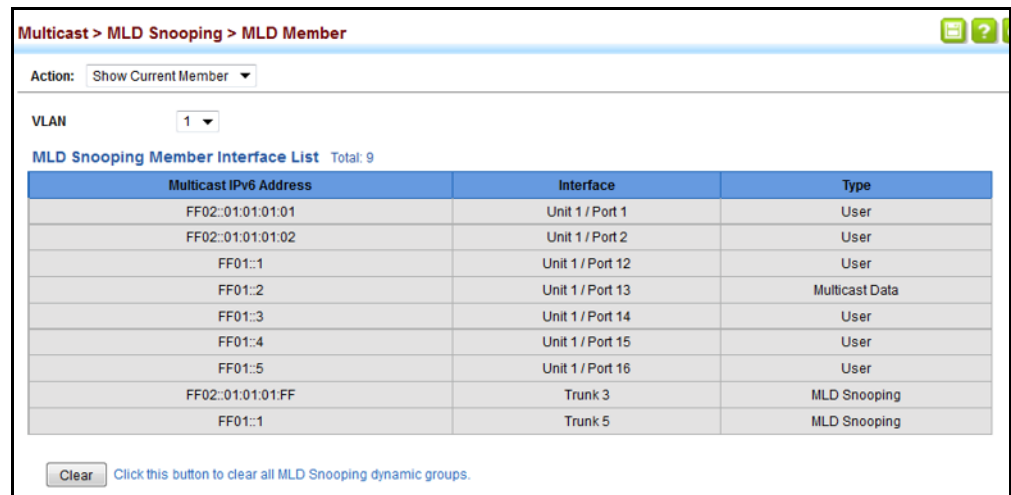 Multicast > MLD Snooping > MLD Member
?
Action: Show Current Member
VLAN 1
MLD Snooping Member Interface List Total: 9
Multicast IPv6 Address Interface Type
FF02::01:01:01:01 Unit 1 / Port 1 User
FF02::01:01:01:02 Unit 1 / Port 2 User
FF01::1 Unit 1 / Port 12 User
FF01::2 Unit 1 / Port 13 Multicast Data
FF01::3 Unit 1 / Port 14 User
FF01::4 Unit 1 / Port 15 User
FF01::5 Unit 1 / Port 16 User
FF02::01:01:01:FF Trunk 3 MLD Snooping
FF01::1 Trunk 5 MLD Snooping
Clear Click this button to clear all MLD Snooping dynamic groups.